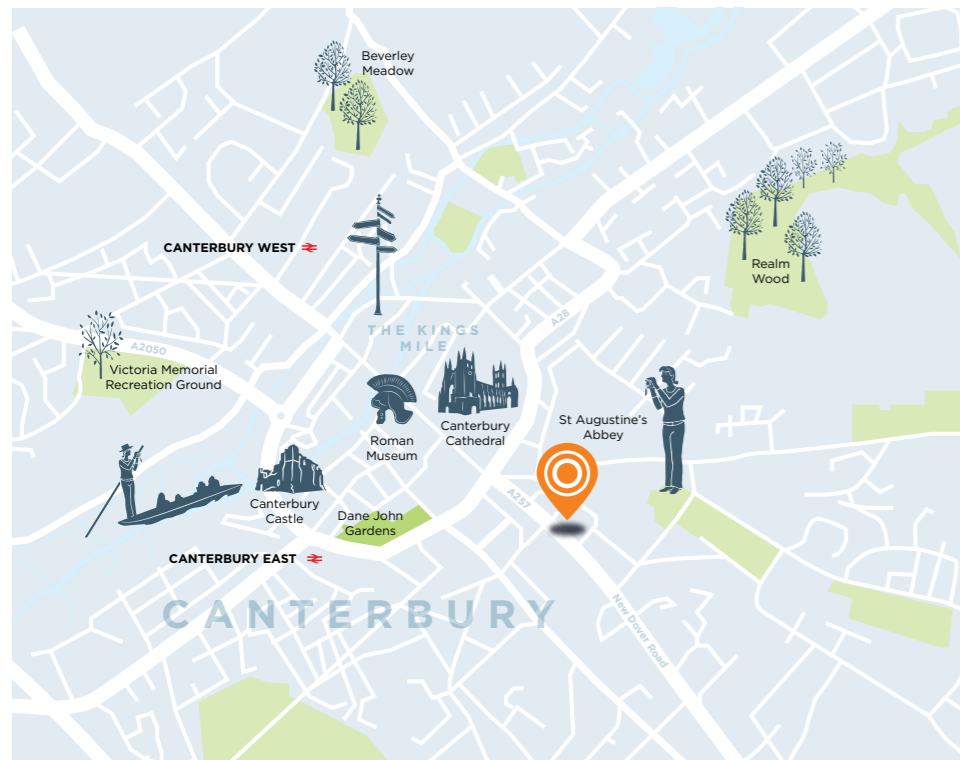 Beverley
Meadow
CANTERBURY WEST
Realm
Wood
A28
THE KINGS
MILE
A2050
Victoria Memorial
Recreation Ground
Canterbury
Cathedral
St Augustine's
Abbey
Roman
Museum
Canterbury
Castle
A257
Dane John
Gardens
CANTERBURY EAST
CANTERBURY
New Dover Road